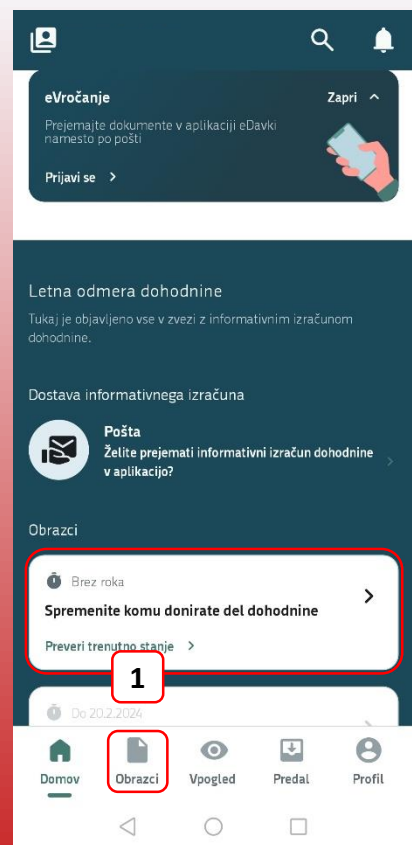 eVročanje
Zapri
Prejemajte dokumente v aplikaciji eDavki
namesto po pošti
Prijavi se
Letna odmera dohodnine
Tukaj je objavljeno vse v zvezi z informativnim izračunom
dohodnine.
Dostava informativnega izračuna
Pošta
Želite prejemati informativni izračun dohodnine
v aplikacijo?
Obrazci
Brez roka
Spremenite komu donirate del dohodnine
Preveri trenutno stanje
1
Do 20.2.2024
Domov
Obrazci
Vpogled
Predal
Profil